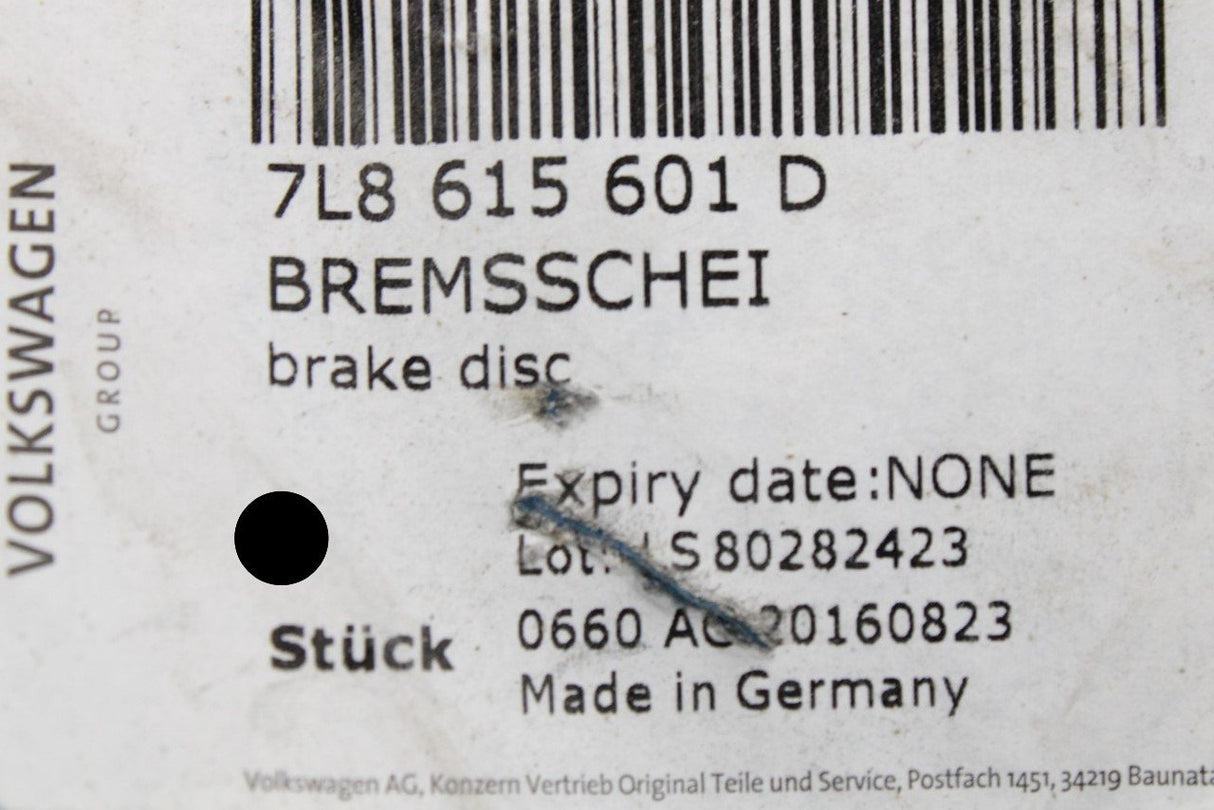 VOLKSWAGEN
GROUP
7L8 615 601 D
BREMSSCHEI
brake disc
Expiry date:NONE
Lot: S80282423
Stück
0660 20160823
Made in Germany
Volkswagen AG, Konzern Vertrieb Original Teile und Service, Postfach 1451, 34219